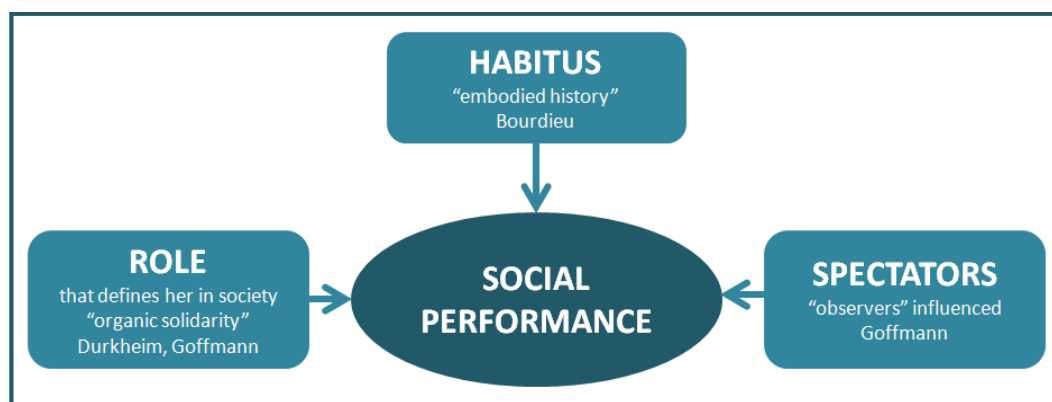 HABITUS
“embodied history”
Bourdieu
ROLE
that defines her in society
“organic solidarity”
Durkheim, Goffmann
SOCIAL
PERFORMANCE
SPECTATORS
“observers” influenced
Goffmann